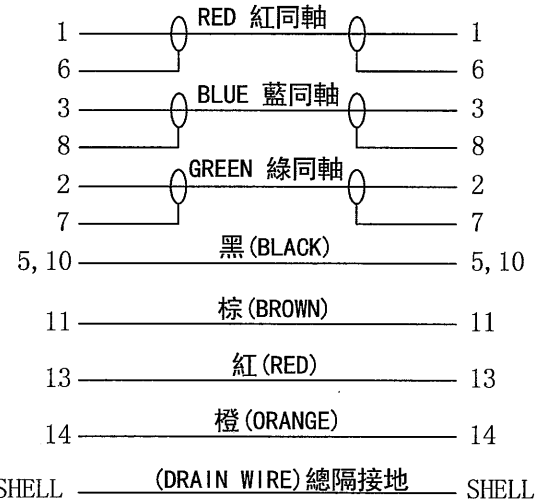 RED 紅同軸
1 1
6 6
BLUE 藍同軸
3 3
8 8
GREEN 綠同軸
2 2
7 7
黑(BLACK)
5,10 5,10
棕(BROWN)
11 11
紅(RED)
13 13
橙(ORANGE)
14 14
(DRAIN WIRE)總隔接地
SHELL SHELL